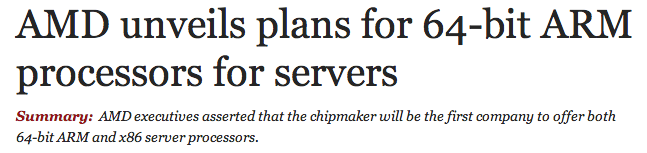 AMD unveils plans for 64-bit ARM
processors for servers
Summary: AMD executives asserted that the chipmaker will be the first company to offer both
64-bit ARM and x86 server processors.